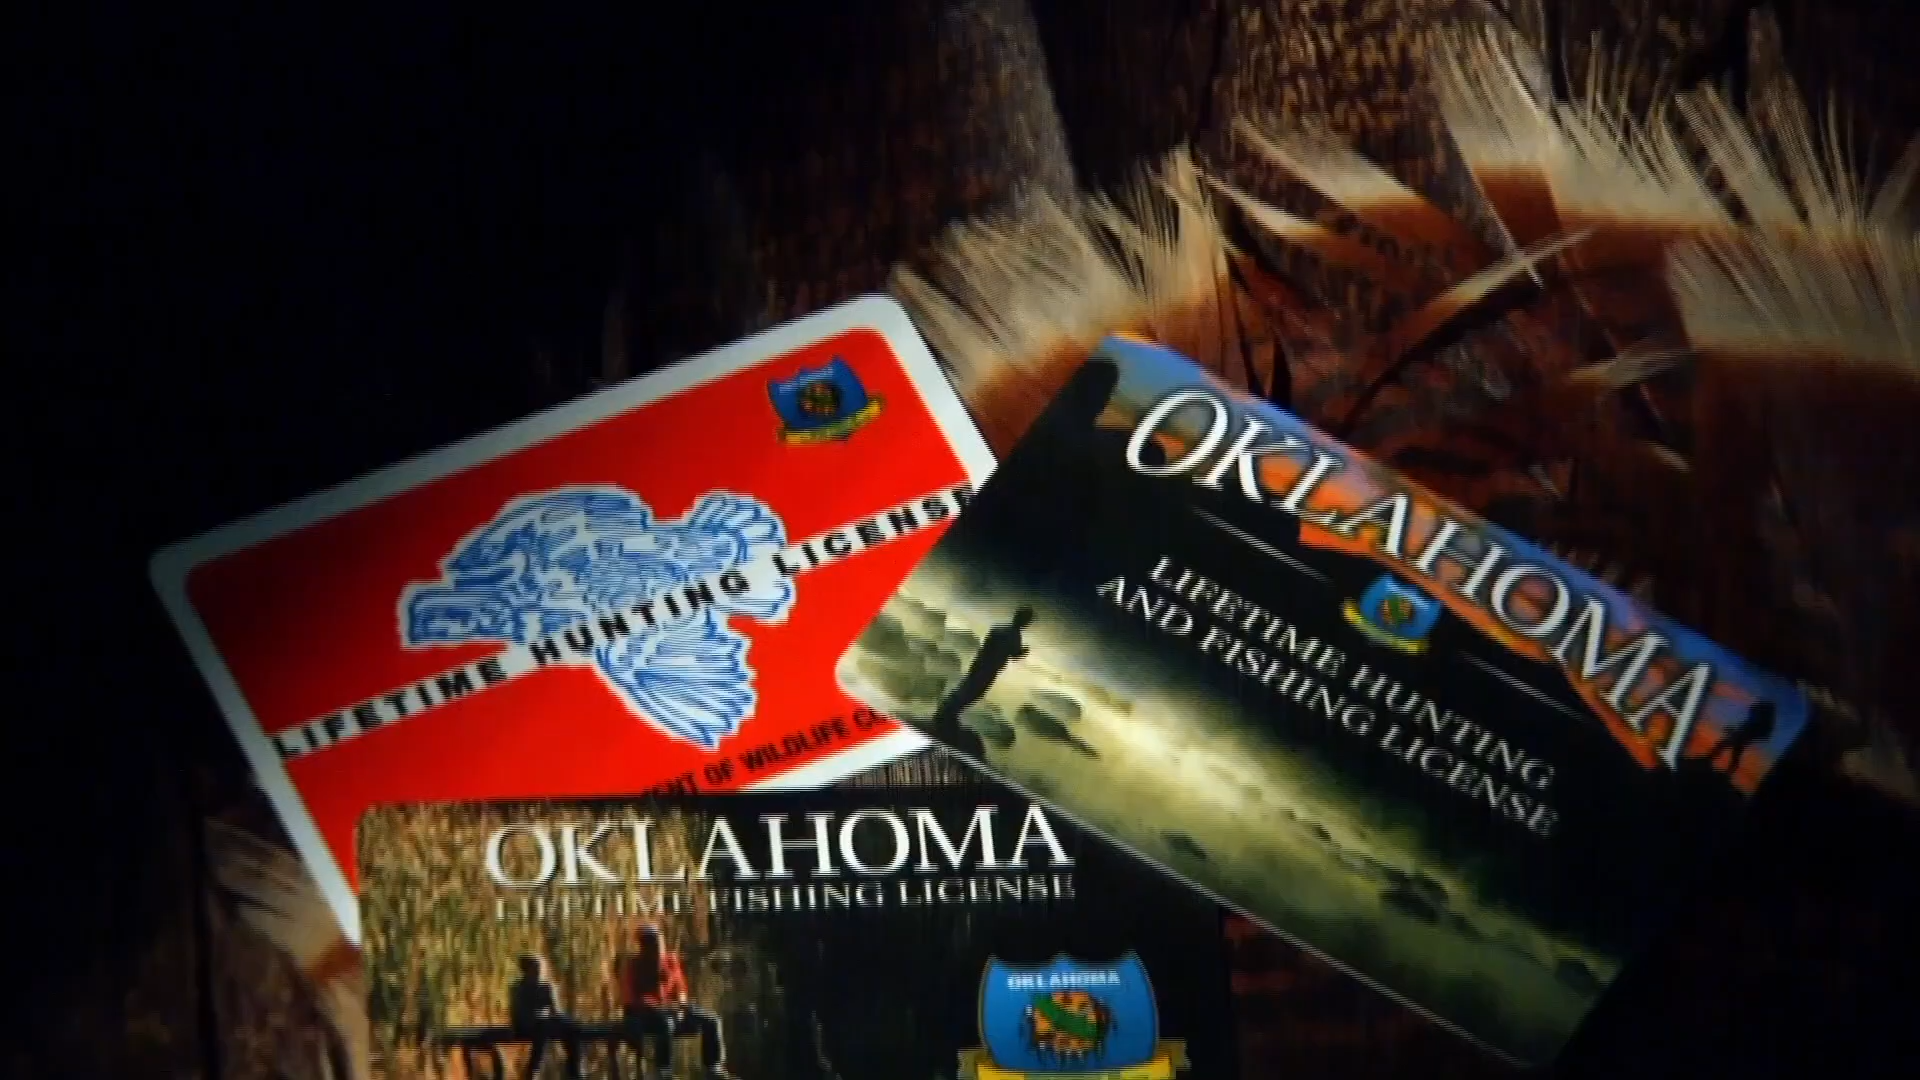 LIFETIME HUNTING LICENSE
OF WILDLIFE
OKLAHOMA
LIFETIME HUNTING
AND FISHING LICENSE
OKLAHOMA
LIFETIME FISHING LICENSE
OKLAHOMA